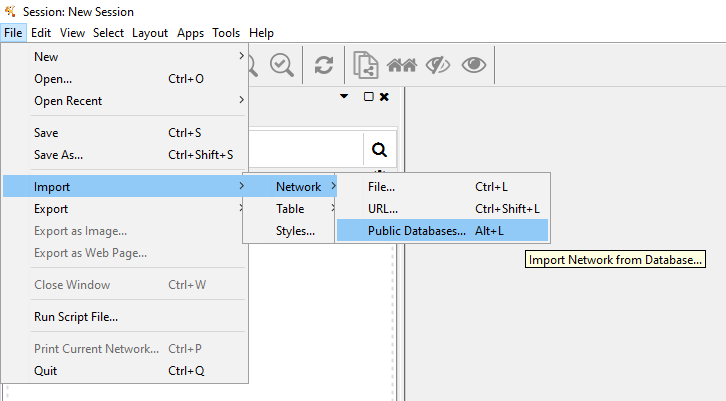 Session: New Session
File Edit View Select Layout Apps Tools Help
New
Open... Ctrl+O
Open Recent
Save Ctrl+S
Save As... Ctrl+Shift+S
Import
Network
File... Ctrl+L
Export
Table
URL... Ctrl+Shift+L
Export as Image...
Styles...
Public Databases... Alt+L
Export as Web Page...
Import Network from Database...
Close Window Ctrl+W
Run Script File...
Print Current Network... Ctrl+P
Quit Ctrl+Q